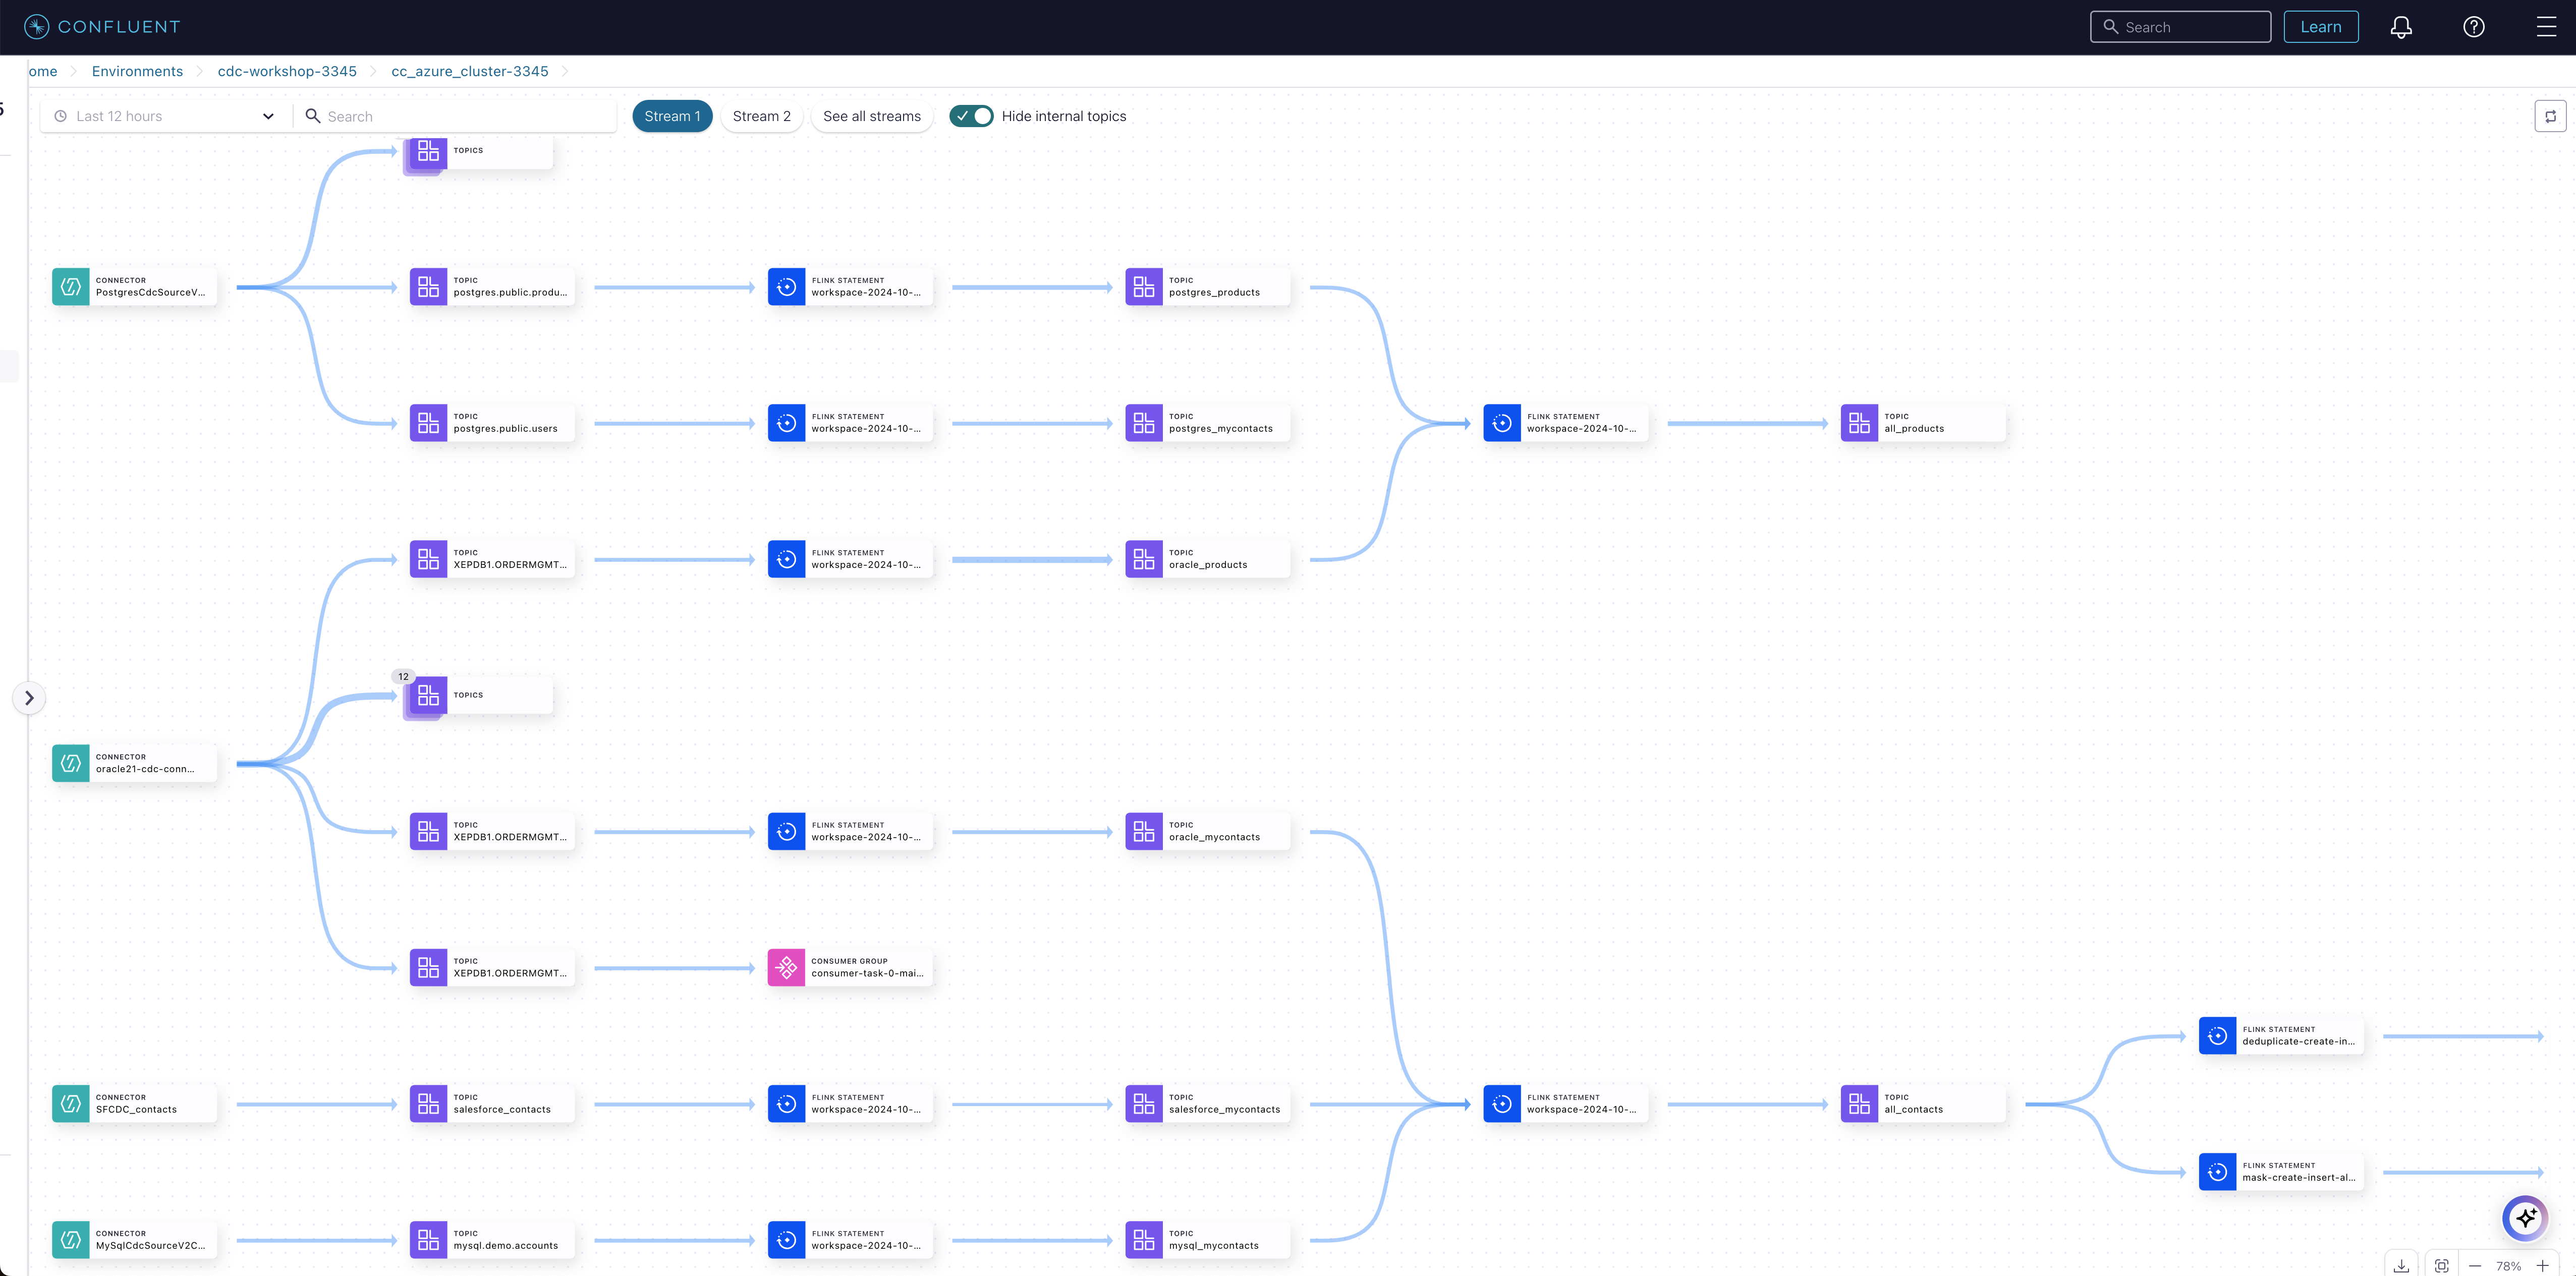 CONFLUENT
Search
Learn
ome
Environments
cdc-workshop-3345
cc_azure_cluster-3345
5
Last 12 hours
Search
Stream 1
Stream 2
See all streams
Hide internal topics
TOPICS
CONNECTOR
PostgresCdcSourceV...
TOPIC
postgres.public.produ...
FLINK STATEMENT
workspace-2024-10-...
TOPIC
postgres_products
TOPIC
postgres.public.users
FLINK STATEMENT
workspace-2024-10-...
TOPIC
postgres_mycontacts
FLINK STATEMENT
workspace-2024-10-...
TOPIC
all_products
TOPIC
XEPDB1.ORDERMGMT...
FLINK STATEMENT
workspace-2024-10-...
TOPIC
oracle_products
12
TOPICS
CONNECTOR
oracle21-cdc-conn...
TOPIC
XEPDB1.ORDERMGMT...
FLINK STATEMENT
workspace-2024-10-...
TOPIC
oracle_mycontacts
TOPIC
XEPDB1.ORDERMGMT...
CONSUMER GROUP
consumer-task-0-mai...
FLINK STATEMENT
deduplicate-create-in...
CONNECTOR
SFCDC_contacts
TOPIC
salesforce_contacts
FLINK STATEMENT
workspace-2024-10-...
TOPIC
salesforce_mycontacts
FLINK STATEMENT
workspace-2024-10-...
TOPIC
all_contacts
FLINK STATEMENT
mask-create-insert-al...
CONNECTOR
MySqlCdcSourceV2C...
TOPIC
mysql.demo.accounts
FLINK STATEMENT
workspace-2024-10-...
TOPIC
mysql_mycontacts
78%